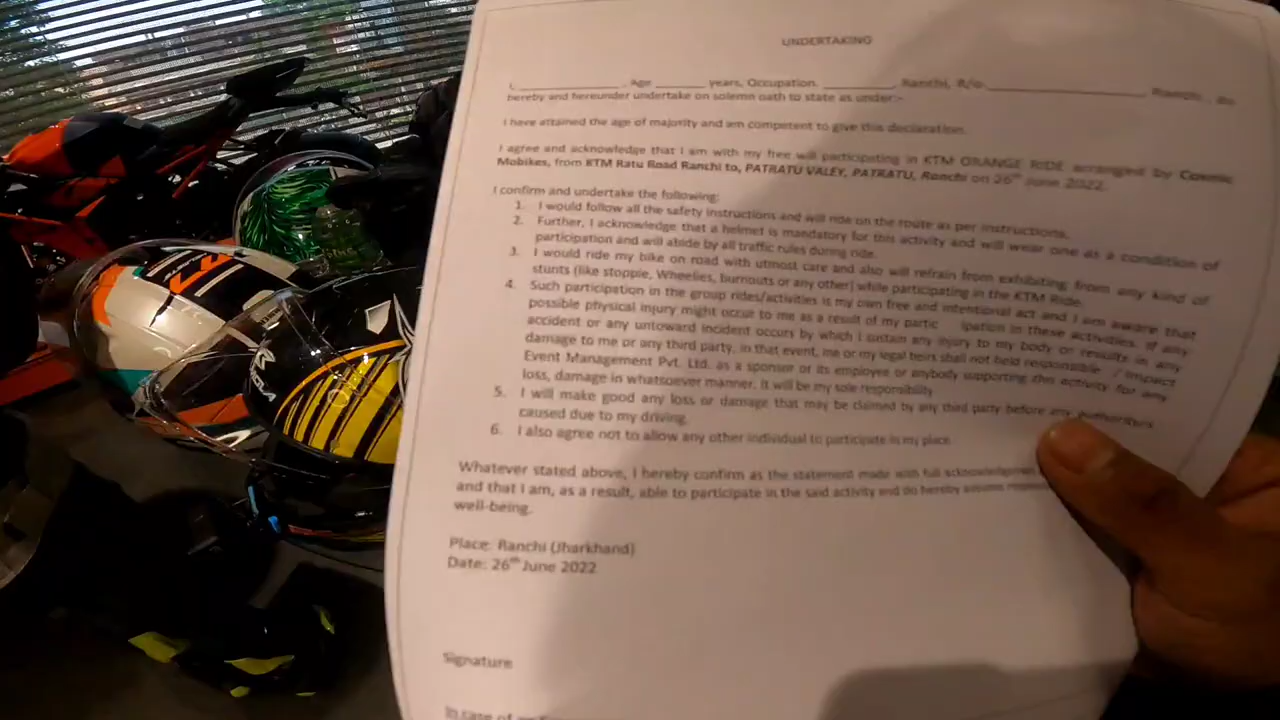 UNDERTAKING
I, ____________, Age ______ years, Occupation, ________, Ranchi, R/o ________________ Ranchi, do
hereby and hereunder undertake on solemn oath to state as under:-
I have attained the age of majority and am competent to give this declaration.
I agree and acknowledge that I am with my free will participating in KTM ORANGE RIDE arranged by Cosmic
Mobikes, from KTM Ratu Road Ranchi to, PATRATU VALEY, PATRATU, Ranchi on 26th June 2022.
I confirm and undertake the following:
1. I would follow all the safety instructions and will ride on the route as per instructions.
2. Further, I acknowledge that a helmet is mandatory for this activity and will wear one as a condition of
participation and will abide by all traffic rules during ride.
3. I would ride my bike on road with utmost care and also will refrain from exhibiting from any kind of
stunts (like stoppie, Wheelies, burnouts or any other) while participating in the KTM Ride.
4. Such participation in the group rides/activities is my own free and intentional act and I am aware that
possible physical injury might occur to me as a result of my partic ipation in these activities. If any
accident or any untoward incident occurs by which I sustain any injury to my body or results in any
damage to me or any third party, in that event, me or my legal heirs shall not held responsible / Impact
Event Management Pvt. Ltd. as a sponsor or its employee or anybody supporting this activity for any
loss, damage in whatsoever manner. It will be my sole responsibility
5. I will make good any loss or damage that may be claimed by any third party before any
caused due to my driving.
6. I also agree not to allow any other individual to participate in my place
Whatever stated above, I hereby confirm as the statement made with full
and that I am, as a result, able to participate in the said activity and do hereby assume
well-being.
Place: Ranchi (Jharkhand)
Date: 26th June 2022
Signature
In case of